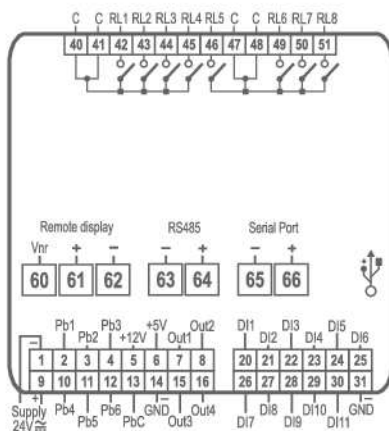 C C RL1 RL2 RL3 RL4 RL5 C C RL6 RL7 RL8
40 41 42 43 44 45 46 47 48 49 50 51
Remote display RS485 Serial Port
Vnr + − − + − +
60 61 62 63 64 65 66
Pb1 Pb3 +5V Out2 DI1 DI3 DI5
Pb2 +12V Out1 DI2 DI4 DI6
−
1 2 3 4 5 6 7 8 20 21 22 23 24 25
9 10 11 12 13 14 15 16 26 27 28 29 30 31
+ − −
Supply Pb4 Pb6 GND Out4 DI8 DI10 GND
24V Pb5 PbC Out3 DI7 DI9 DI11